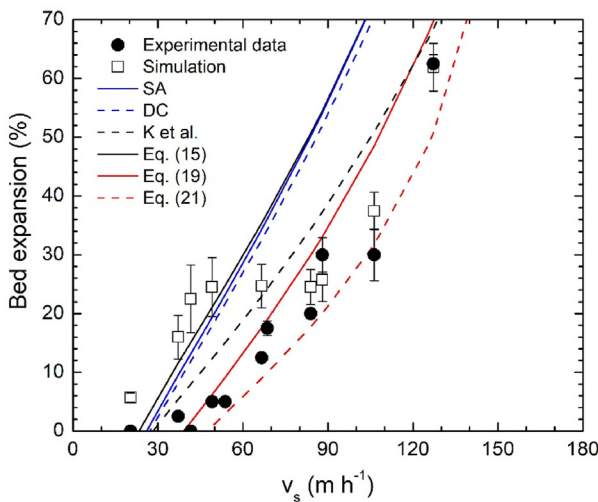 70
60
50
40
30
20
10
0
Bed expansion (%)
Experimental data
Simulation
SA
DC
K et al.
Eq. (15)
Eq. (19)
Eq. (21)
0 30 60 90 120 150 180
v_s (m h⁻¹)